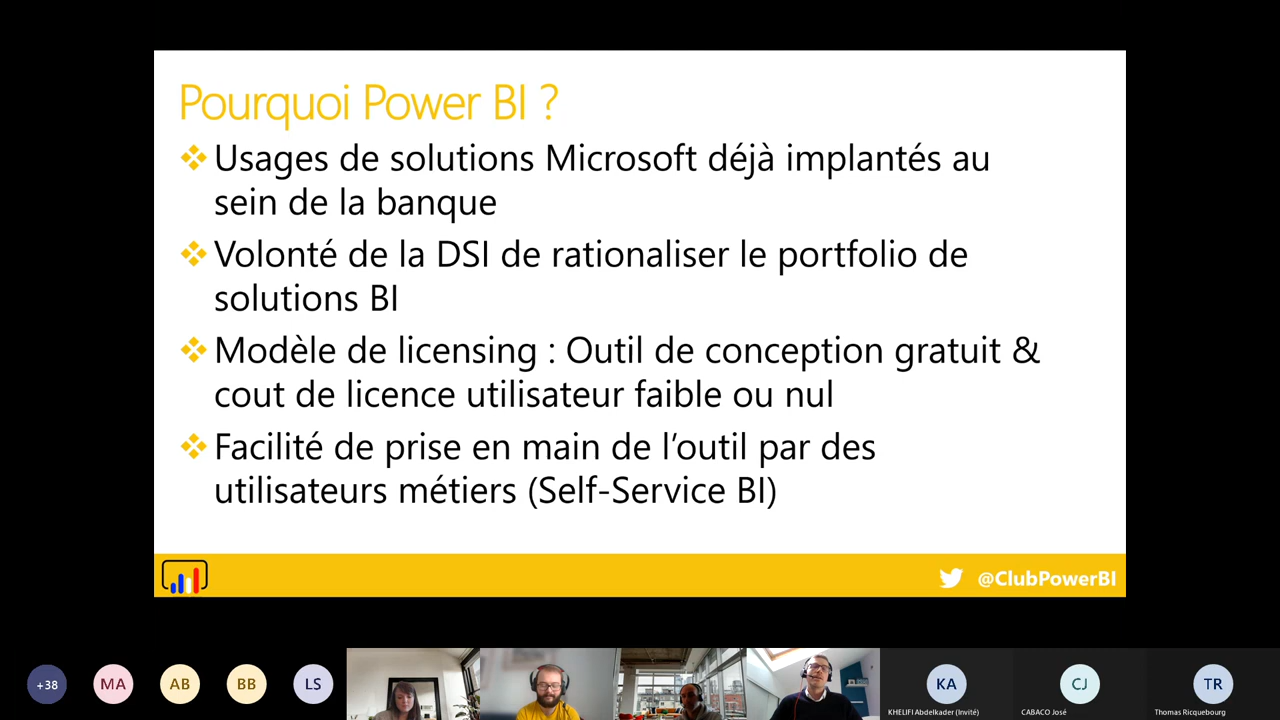 Pourquoi Power BI ?
Usages de solutions Microsoft déjà implantés au
sein de la banque
Volonté de la DSI de rationaliser le portfolio de
solutions BI
Modèle de licensing : Outil de conception gratuit &
cout de licence utilisateur faible ou nul
Facilité de prise en main de l’outil par des
utilisateurs métiers (Self-Service BI)
@ClubPowerBI
+38 MA AB BB LS KA CJ TR
KHELIFI Abdelkader (Invité) CABACO José Thomas Ricquebourg